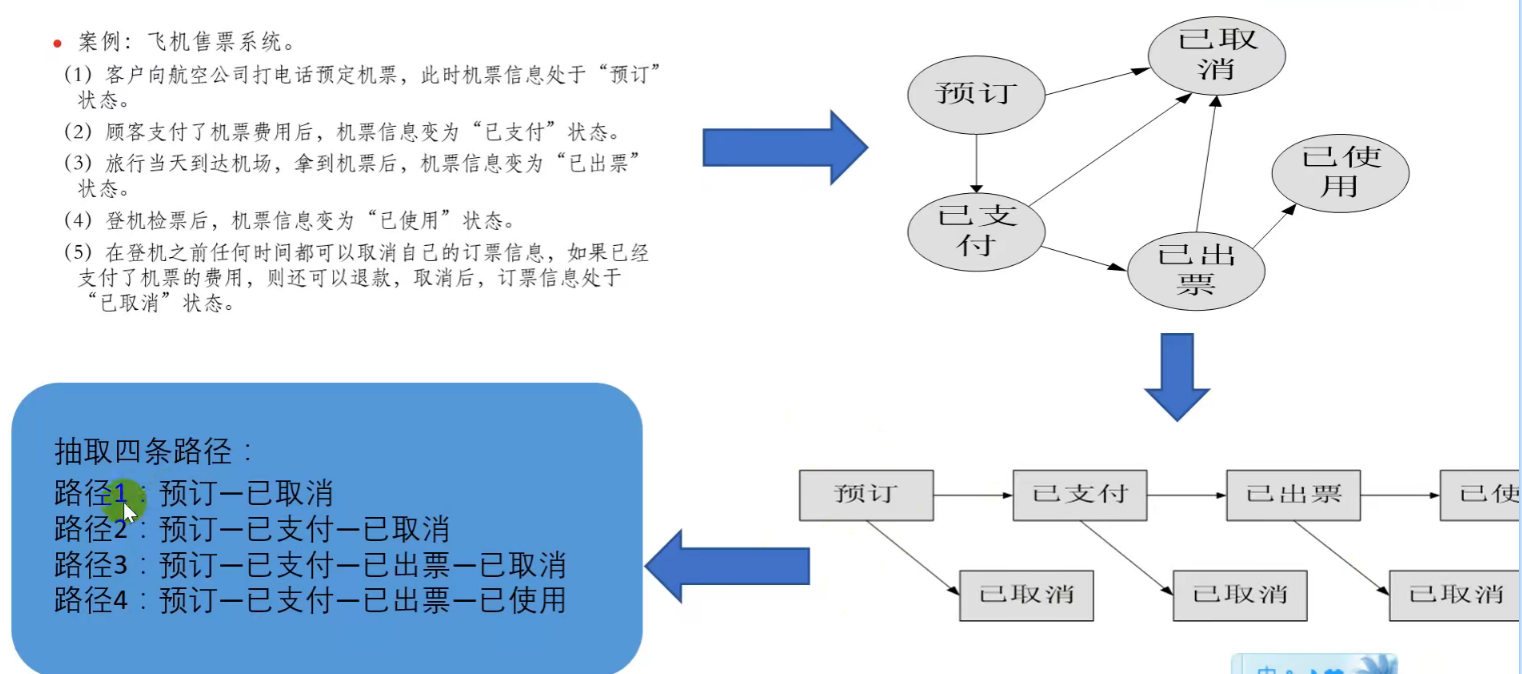 案例：飞机售票系统。
（1）客户向航空公司打电话预定机票，此时机票信息处于“预订”
状态。
（2）顾客支付了机票费用后，机票信息变为“已支付”状态。
（3）旅行当天到达机场，拿到机票后，机票信息变为“已出票”
状态。
（4）登机检票后，机票信息变为“已使用”状态。
（5）在登机之前任何时间都可以取消自己的订票信息，如果已经
支付了机票的费用，则还可以退款，取消后，订票信息处于
“已取消”状态。
已取
消
预订
已使
用
已支
付
已出
票
预订
已支付
已出票
已使
已取消
已取消
已取消
抽取四条路径：
路径1：预订—已取消
路径2：预订—已支付—已取消
路径3：预订—已支付—已出票—已取消
路径4：预订—已支付—已出票—已使用